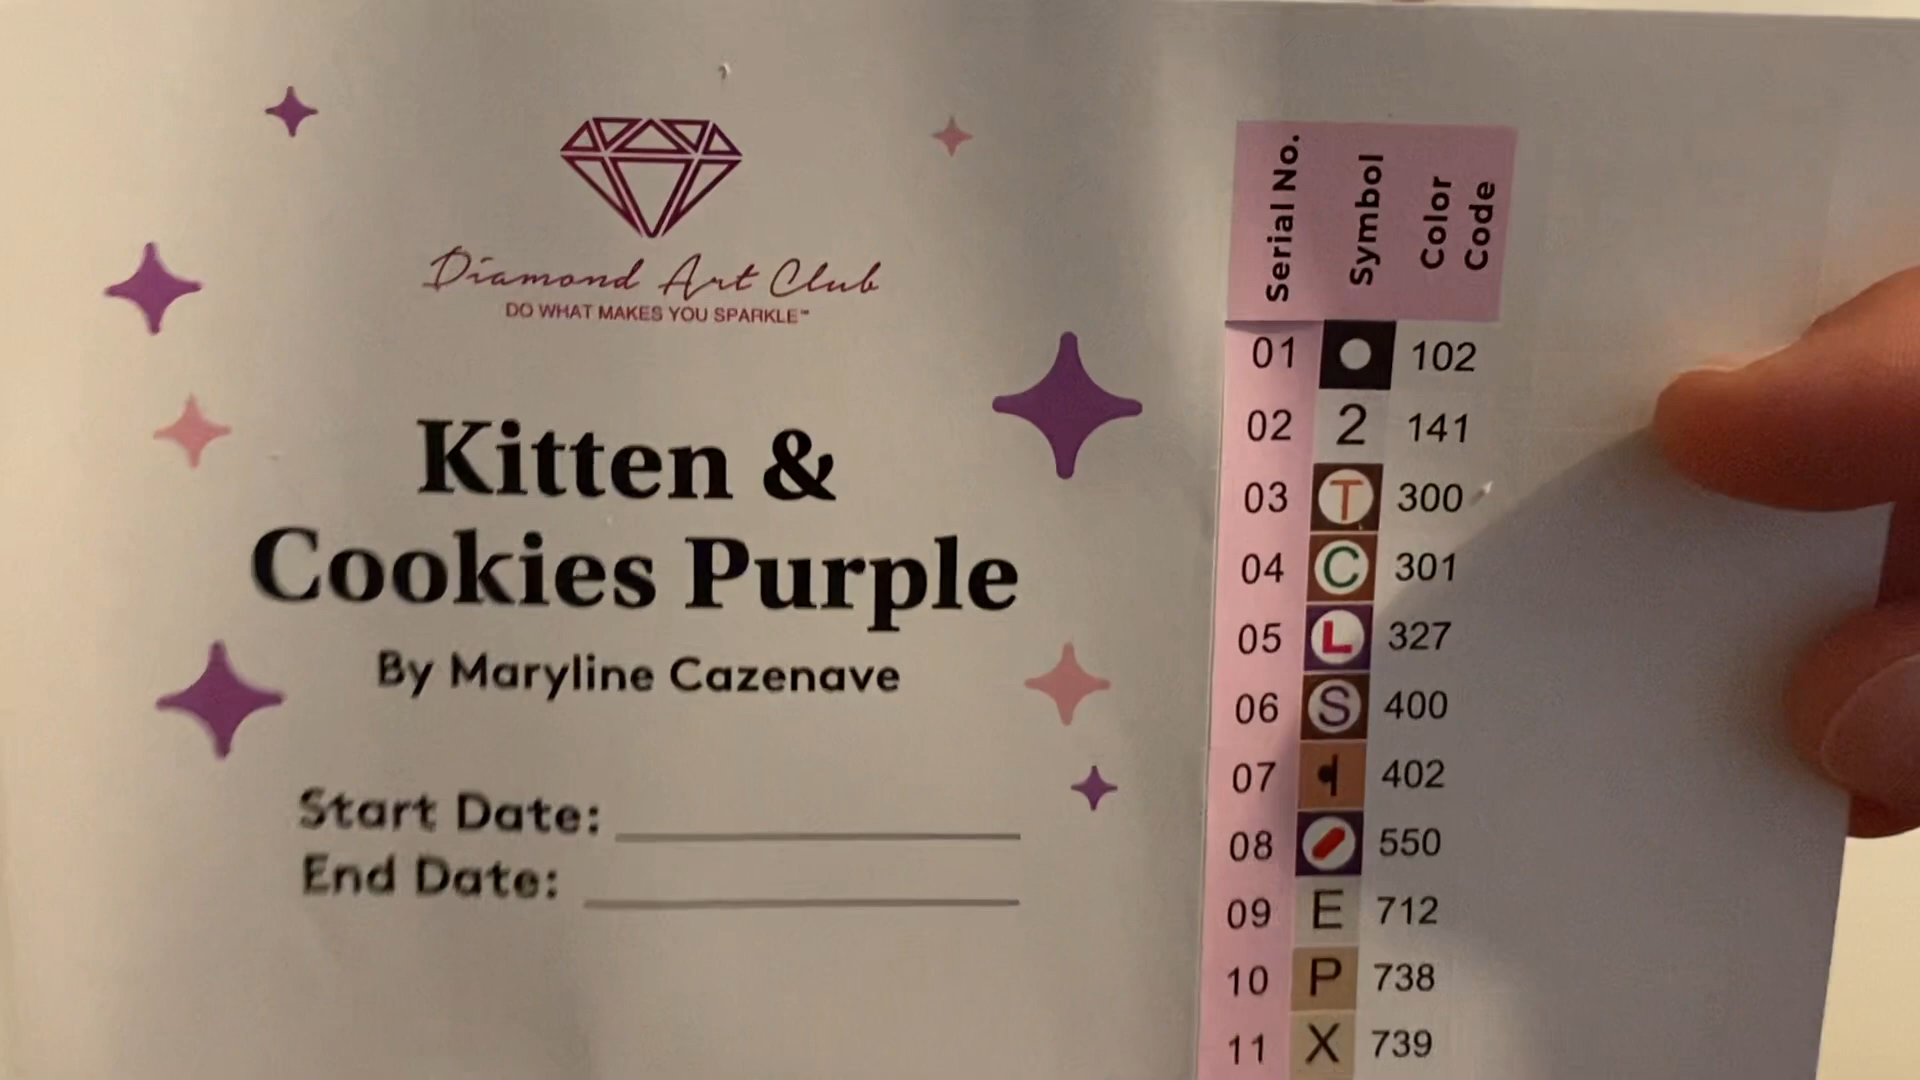 Diamond Art Club
DO WHAT MAKES YOU SPARKLE™
Kitten &
Cookies Purple
By Maryline Cazenave
Start Date:
End Date:
Serial No. Symbol Color Code
01 102
02 2 141
03 T 300
04 C 301
05 L 327
06 S 400
07 402
08 550
09 E 712
10 P 738
11 X 739